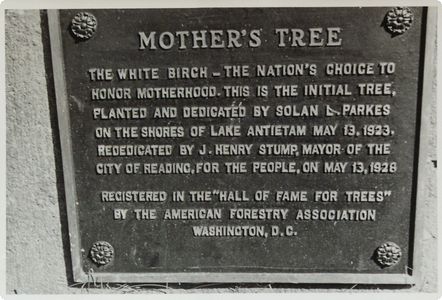 MOTHER'S TREE
THE WHITE BIRCH – THE NATION'S CHOICE TO
HONOR MOTHERHOOD. THIS IS THE INITIAL TREE,
PLANTED AND DEDICATED BY SOLAN L. PARKES
ON THE SHORES OF LAKE ANTIETAM MAY 13, 1923.
REDEDICATED BY J. HENRY STUMP, MAYOR OF THE
CITY OF READING, FOR THE PEOPLE, ON MAY 13, 1928
REGISTERED IN THE "HALL OF FAME FOR TREES"
BY THE AMERICAN FORESTRY ASSOCIATION
WASHINGTON, D.C.